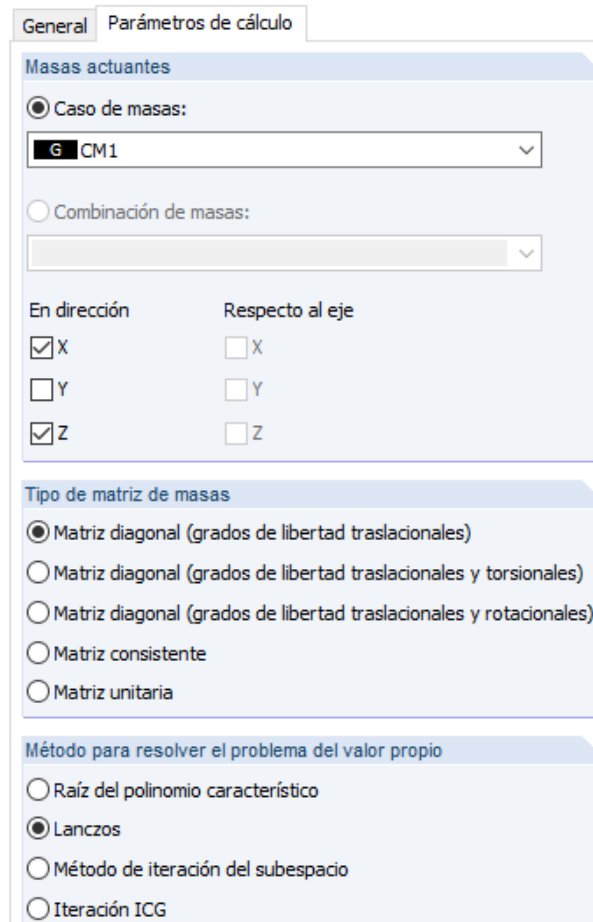 General Parámetros de cálculo
Masas actuantes
Caso de masas:
G CM1
Combinación de masas:
En dirección Respecto al eje
X X
Y Y
Z Z
Tipo de matriz de masas
Matriz diagonal (grados de libertad traslacionales)
Matriz diagonal (grados de libertad traslacionales y torsionales)
Matriz diagonal (grados de libertad traslacionales y rotacionales)
Matriz consistente
Matriz unitaria
Método para resolver el problema del valor propio
Raíz del polinomio característico
Lanczos
Método de iteración del subespacio
Iteración ICG